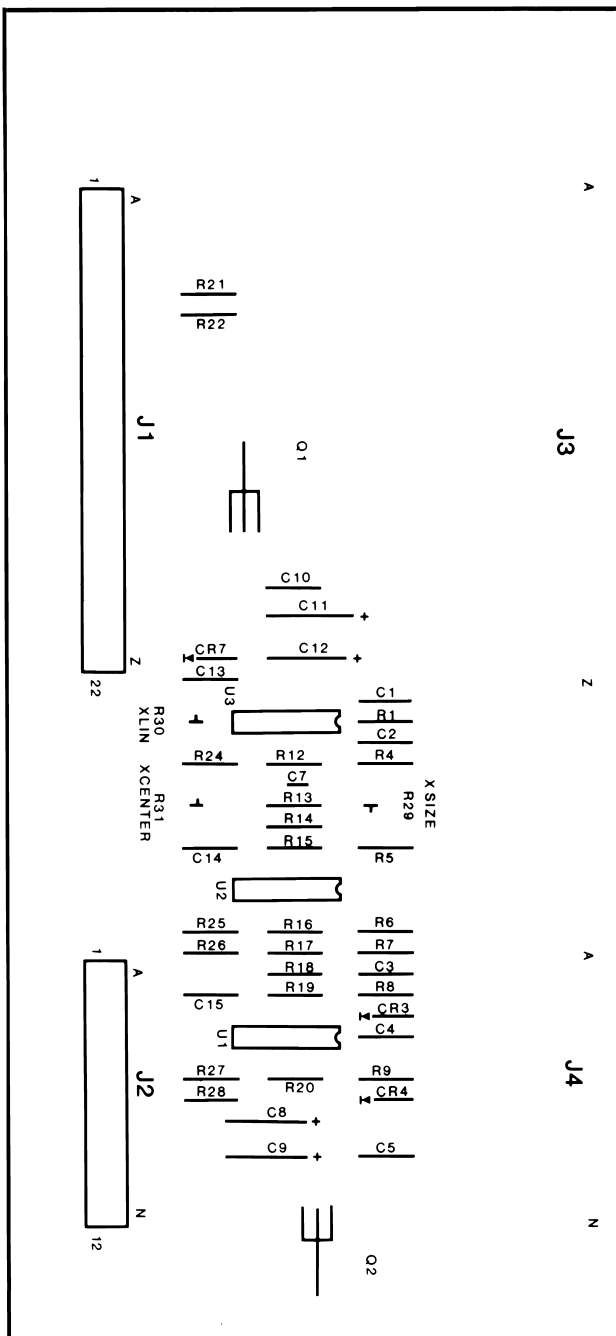 1
A
A
R21
R22
J1
Q1
J3
C10
C11 +
CR7
C12 +
Z
Z
22
C13
U3
C1
R30
XLIN
R1
C2
R24
R12
R4
C7
R31
XCENTER
R13
R29
X SIZE
R14
R15
C14
R5
U2
R25
R16
R6
1
R26
R17
R7
A
A
R18
C3
C15
R19
R8
CR3
U1
C4
J2
J4
R27
R20
R9
R28
CR4
C8 +
C9 +
C5
N
N
12
Q2